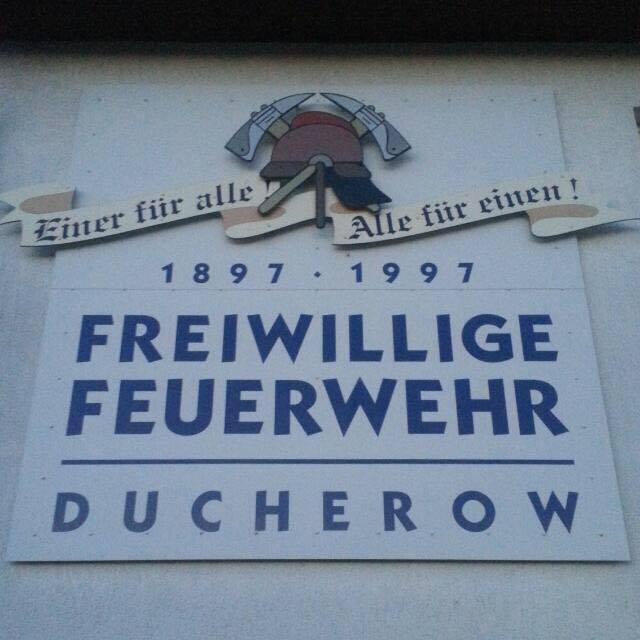 Einer für alle! Alle für einen!
1897 · 1997
FREIWILLIGE
FEUERWEHR
DUCHEROW